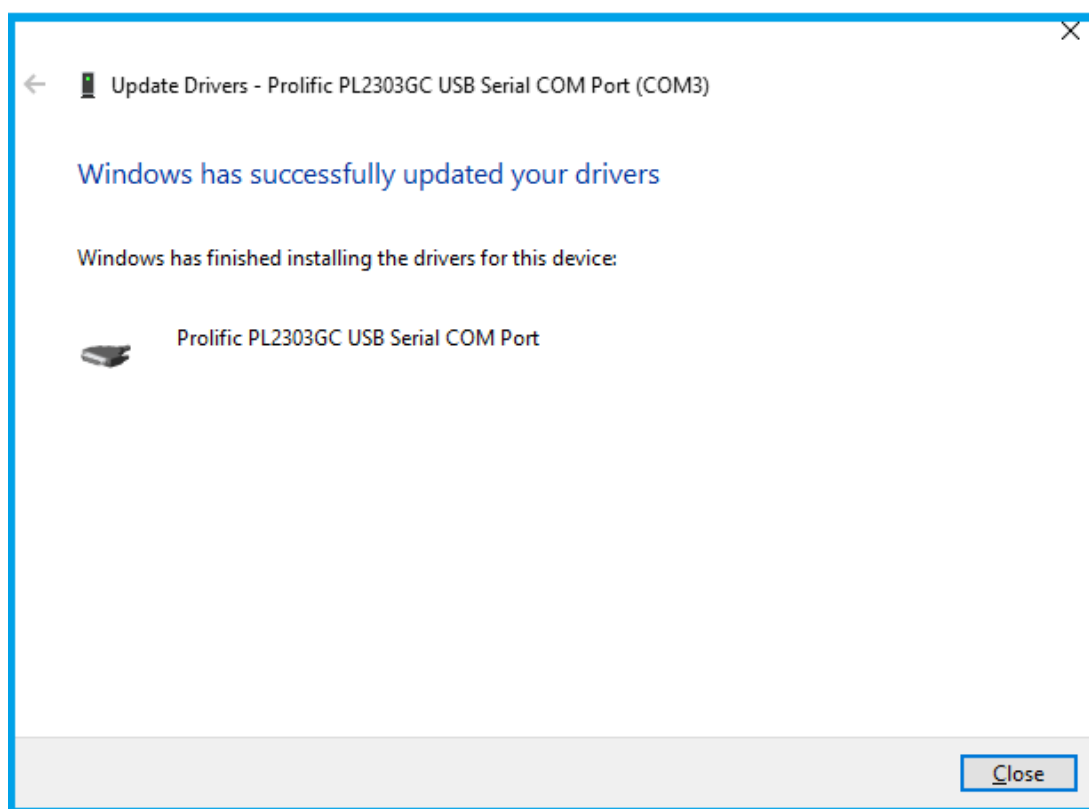 Update Drivers - Prolific PL2303GC USB Serial COM Port (COM3)
Windows has successfully updated your drivers
Windows has finished installing the drivers for this device:
Prolific PL2303GC USB Serial COM Port
Close